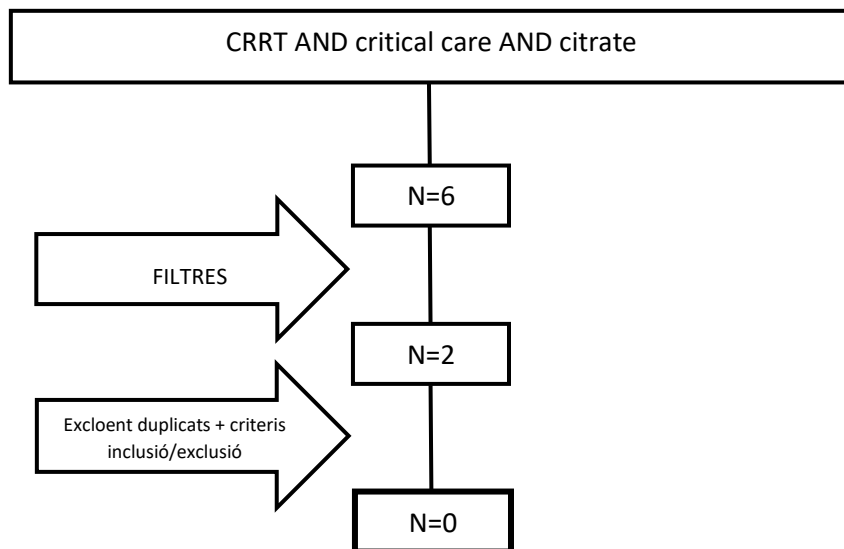 CRRT AND critical care AND citrate
N=6
FILTRES
N=2
Excloent duplicats + criteris
inclusió/exclusió
N=0